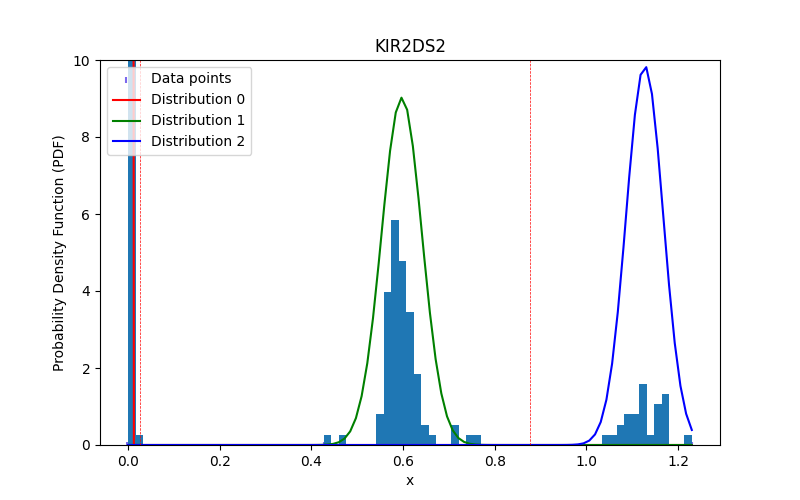 KIR2DS2
Probability Density Function (PDF)
10
8
6
4
2
0
Data points
Distribution 0
Distribution 1
Distribution 2
0.0 0.2 0.4 0.6 0.8 1.0 1.2
x